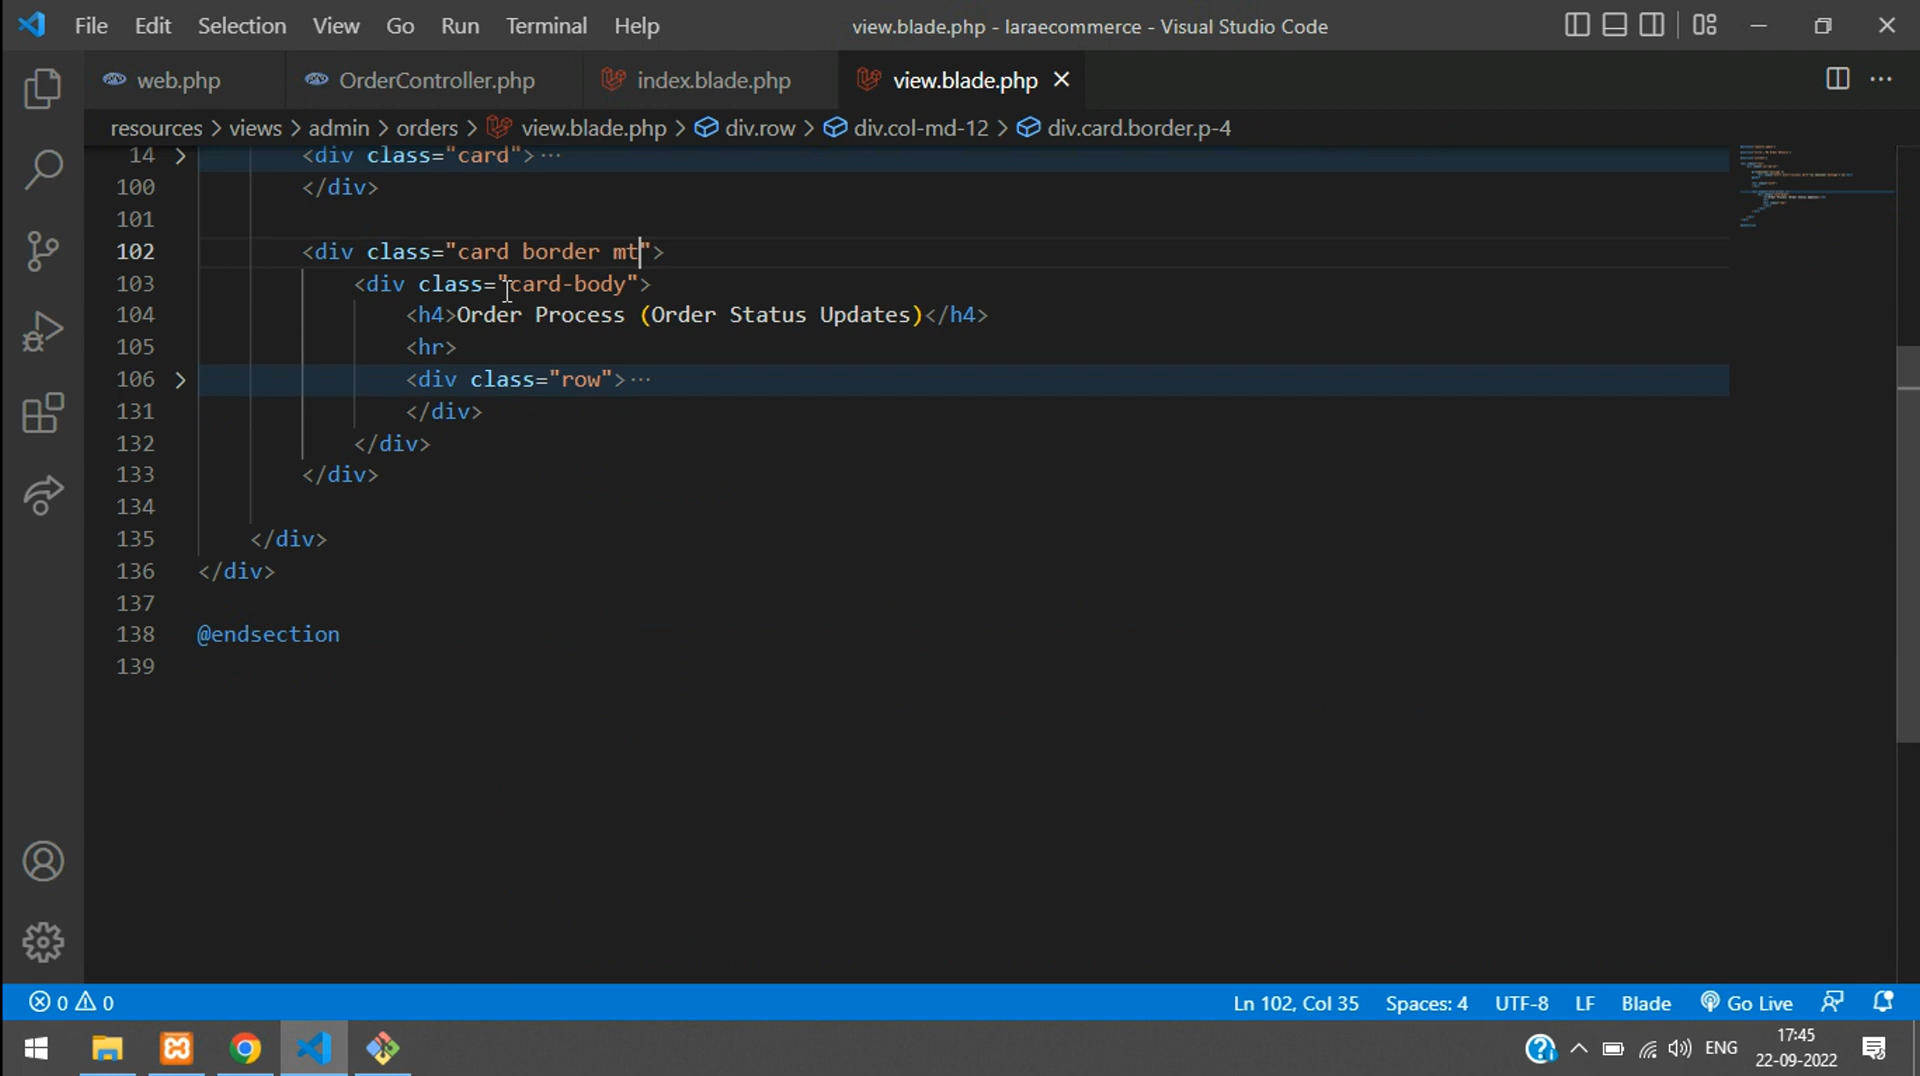 File Edit Selection View Go Run Terminal Help view.blade.php - laraecommerce - Visual Studio Code
web.php OrderController.php index.blade.php view.blade.php
resources > views > admin > orders > view.blade.php > div.row > div.col-md-12 > div.card.border.p-4
14 <div class="card">···
100 </div>
101
102 <div class="card border mt">
103 <div class="card-body">
104 <h4>Order Process (Order Status Updates)</h4>
105 <hr>
106 <div class="row">···
131 </div>
132 </div>
133 </div>
134
135 </div>
136 </div>
137
138 @endsection
139
0 0 Ln 102, Col 35 Spaces: 4 UTF-8 LF Blade Go Live
ENG 17:45
22-09-2022